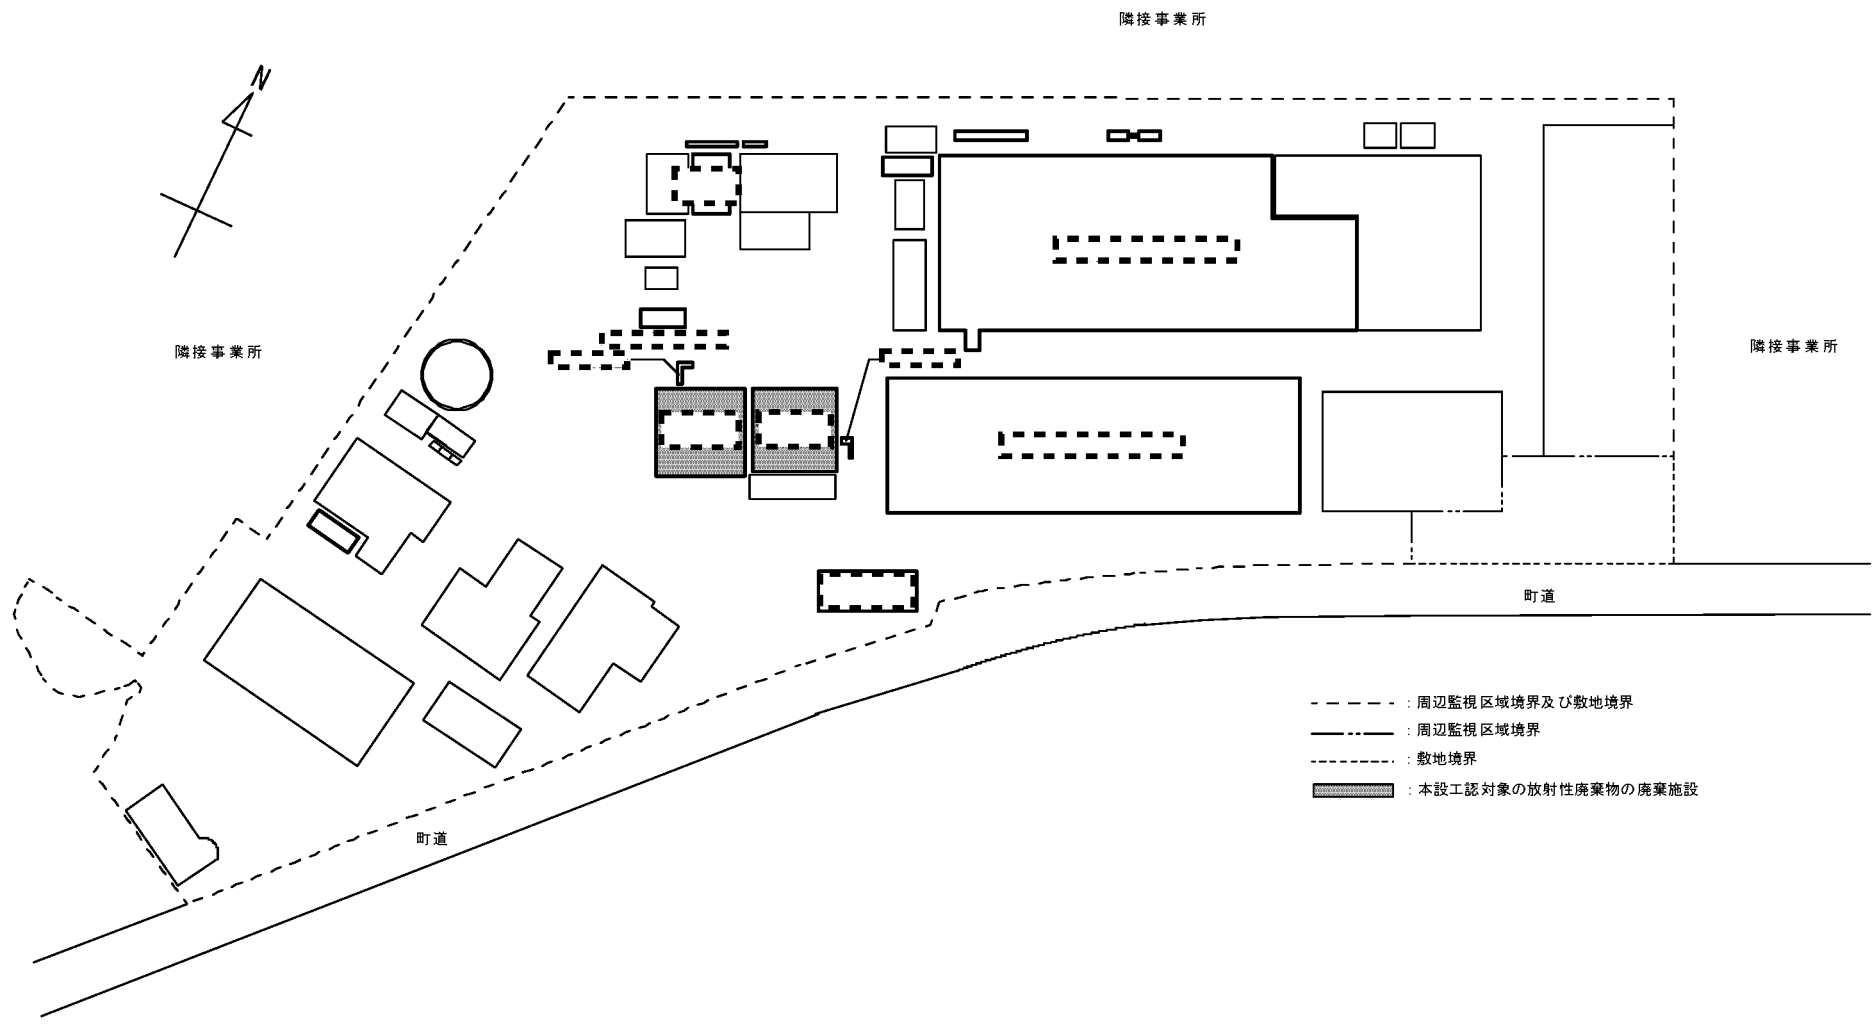 隣接事業所
N
隣接事業所
隣接事業所
町道
：周辺監視区域境界及び敷地境界
：周辺監視区域境界
：敷地境界
：本設工認対象の放射性廃棄物の廃棄施設
町道